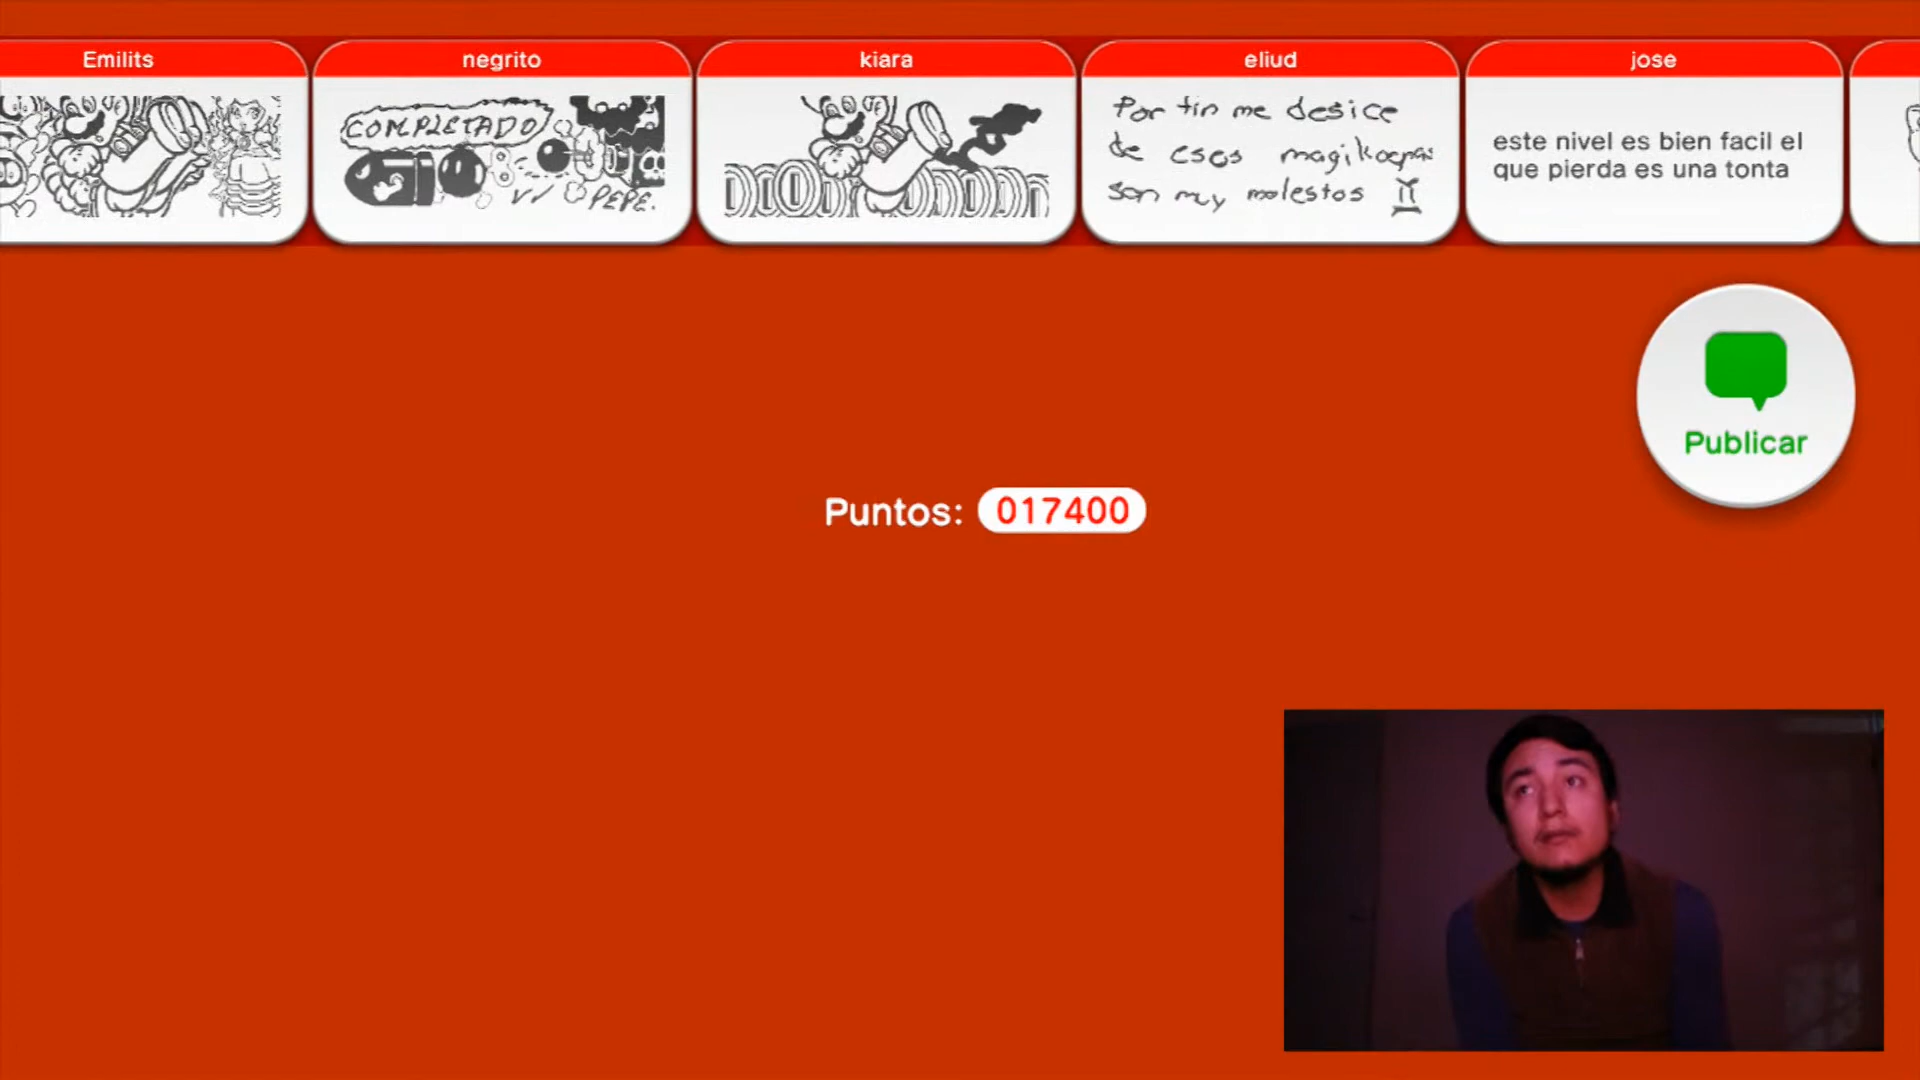 Emilits
negrito
COMPLETADO
PEPE.
kiara
eliud
Por fin me desice
de esos magikoopas
son muy molestos
jose
este nivel es bien facil el
que pierda es una tonta
Publicar
Puntos: 017400